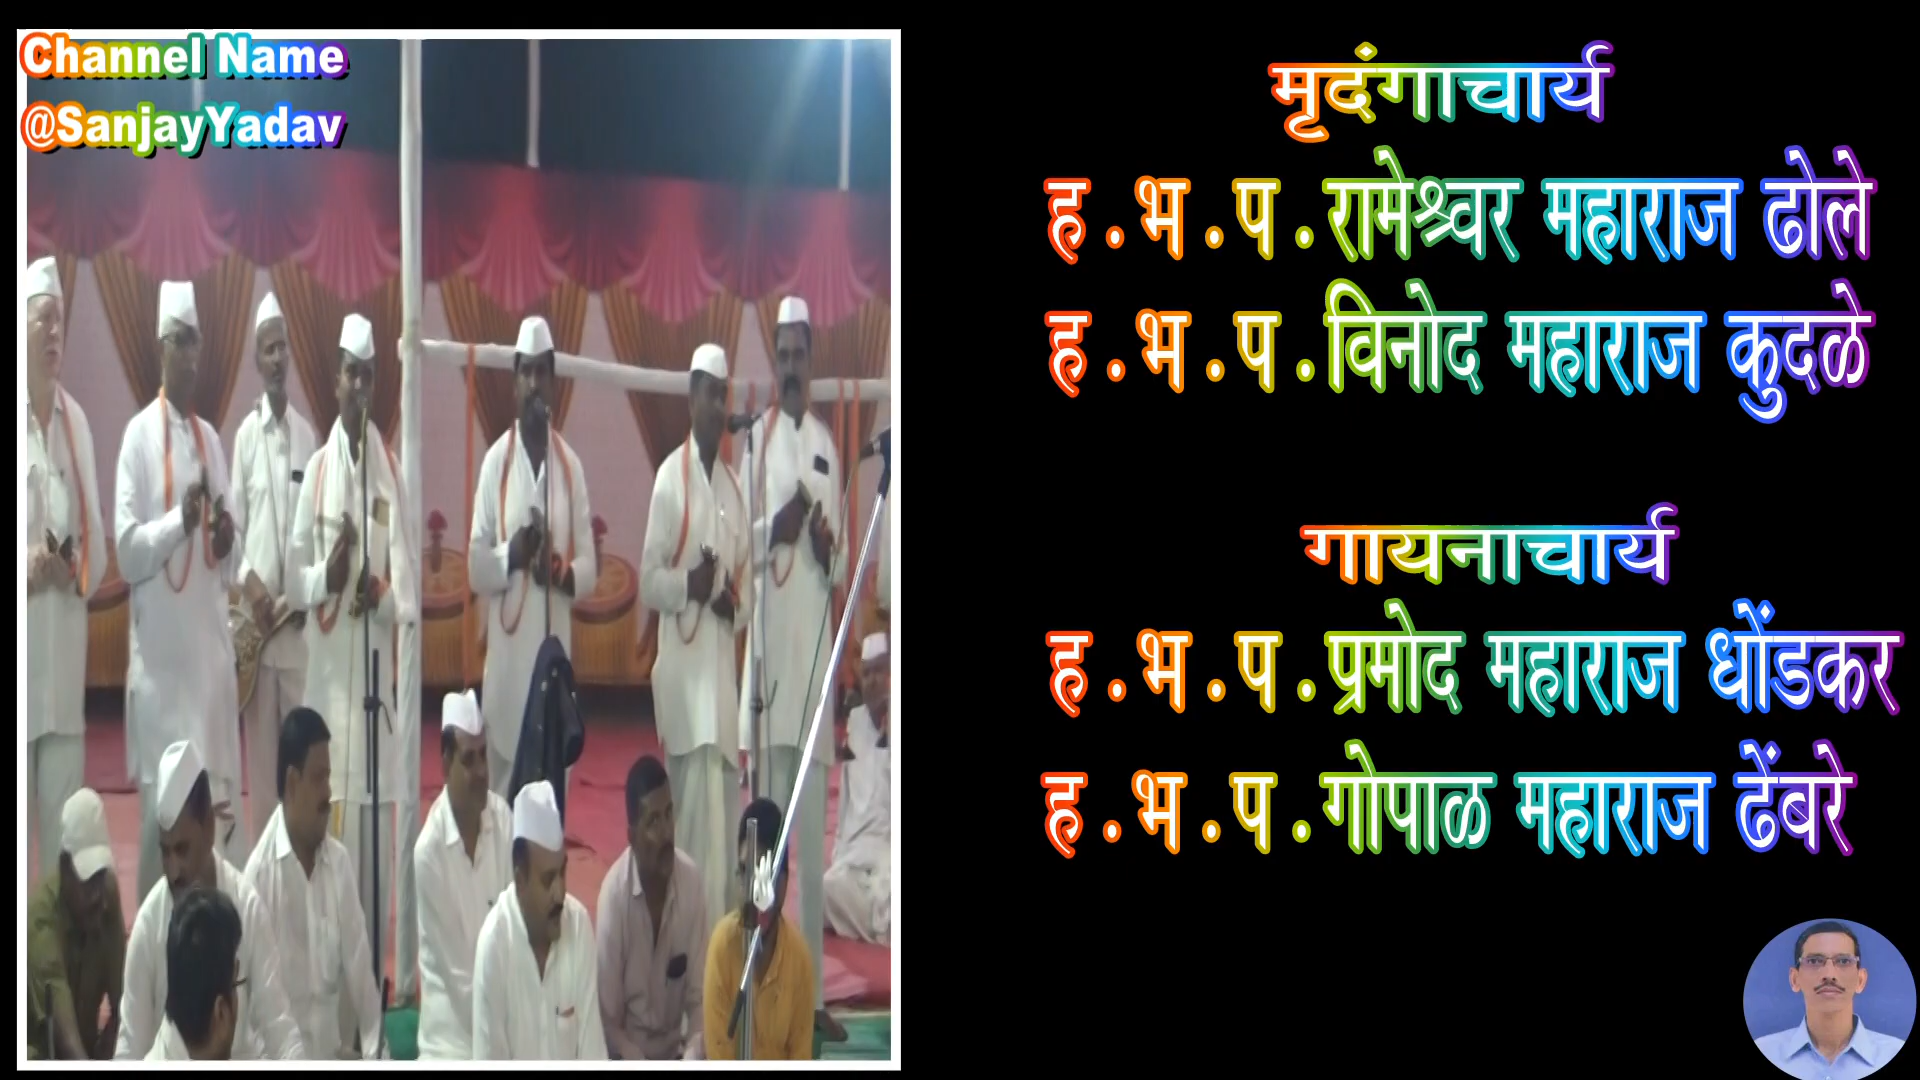 Channel Name
@SanjayYadav
मृदंगाचार्य
ह.भ.प.रामेश्वर महाराज ढोले
ह.भ.प.विनोद महाराज कुदळे
गायनाचार्य
ह.भ.प.प्रमोद महाराज धोंडकर
ह.भ.प.गोपाळ महाराज ढेंबरे